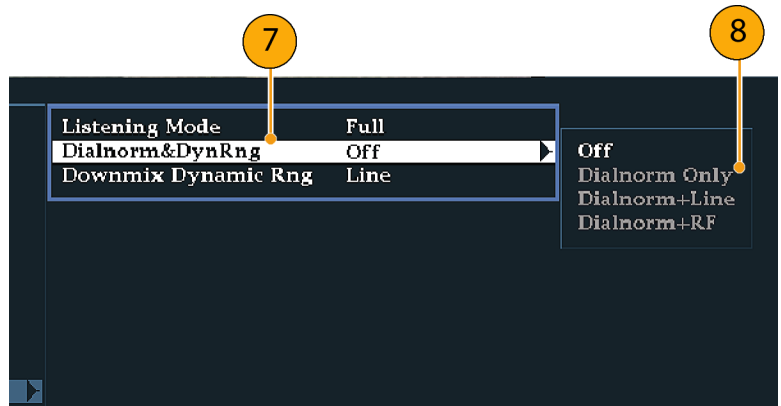 7
8
Listening Mode Full
Dialnorm&DynRng Off
Downmix Dynamic Rng Line
Off
Dialnorm Only
Dialnorm+Line
Dialnorm+RF